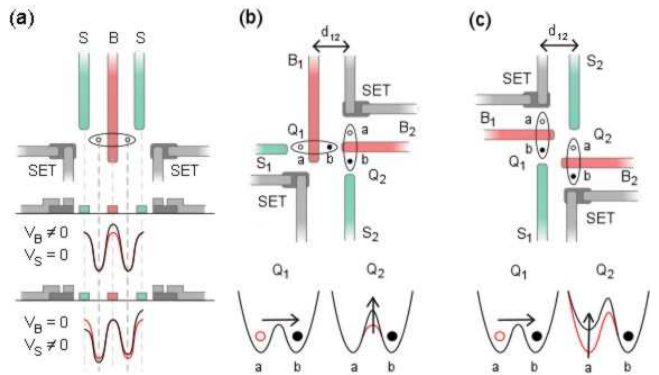 (a)
S B S
SET SET
V_B ≠ 0
V_S = 0
V_B = 0
V_S ≠ 0
(b)
d_12
B_1
SET
Q_1 a
B_2
S_1 a b b
Q_2
SET
S_2
Q_1 Q_2
a b a b
(c)
d_12
S_2
SET
B_1 a Q_2
b a
Q_1 b B_2
SET
S_1
Q_1 Q_2
a b a b